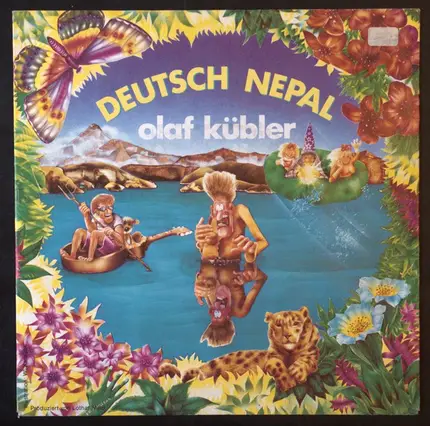 DEUTSCH NEPAL
olaf kübler